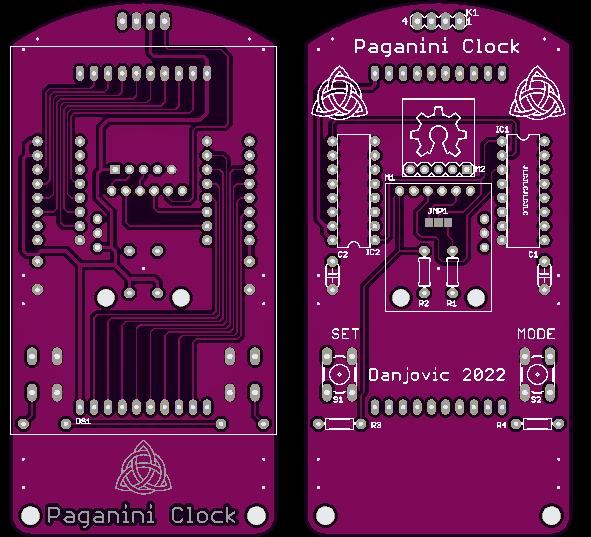 DS1
Paganini Clock
K1
4
1
Paganini Clock
IC1
M2
M1
JMP1
IC2
C2
C1
R2
R1
SET
MODE
Danjovic 2022
S1
S2
R3
R4